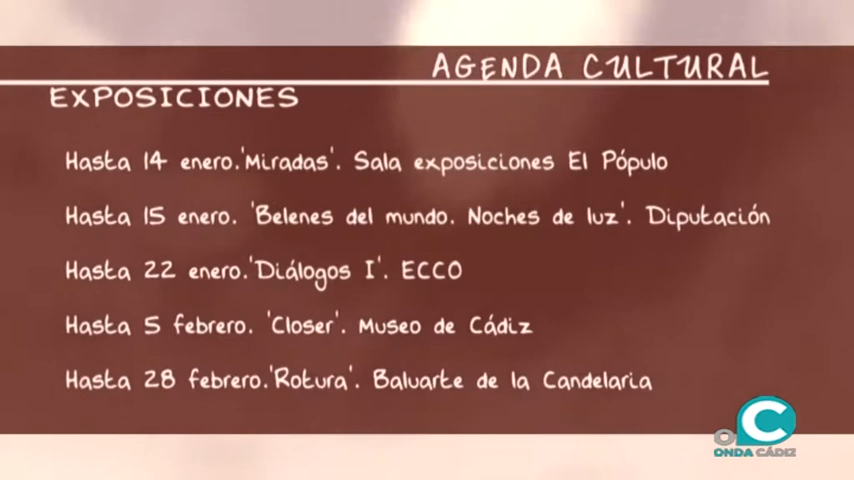 AGENDA CULTURAL
EXPOSICIONES
Hasta 14 enero.'Miradas'. Sala exposiciones El Pópulo
Hasta 15 enero. 'Belenes del mundo. Noches de luz'. Diputación
Hasta 22 enero.'Diálogos I'. ECCO
Hasta 5 febrero. 'Closer'. Museo de Cádiz
Hasta 28 febrero.'Rotura'. Baluarte de la Candelaria
O C
ONDA CÁDIZ